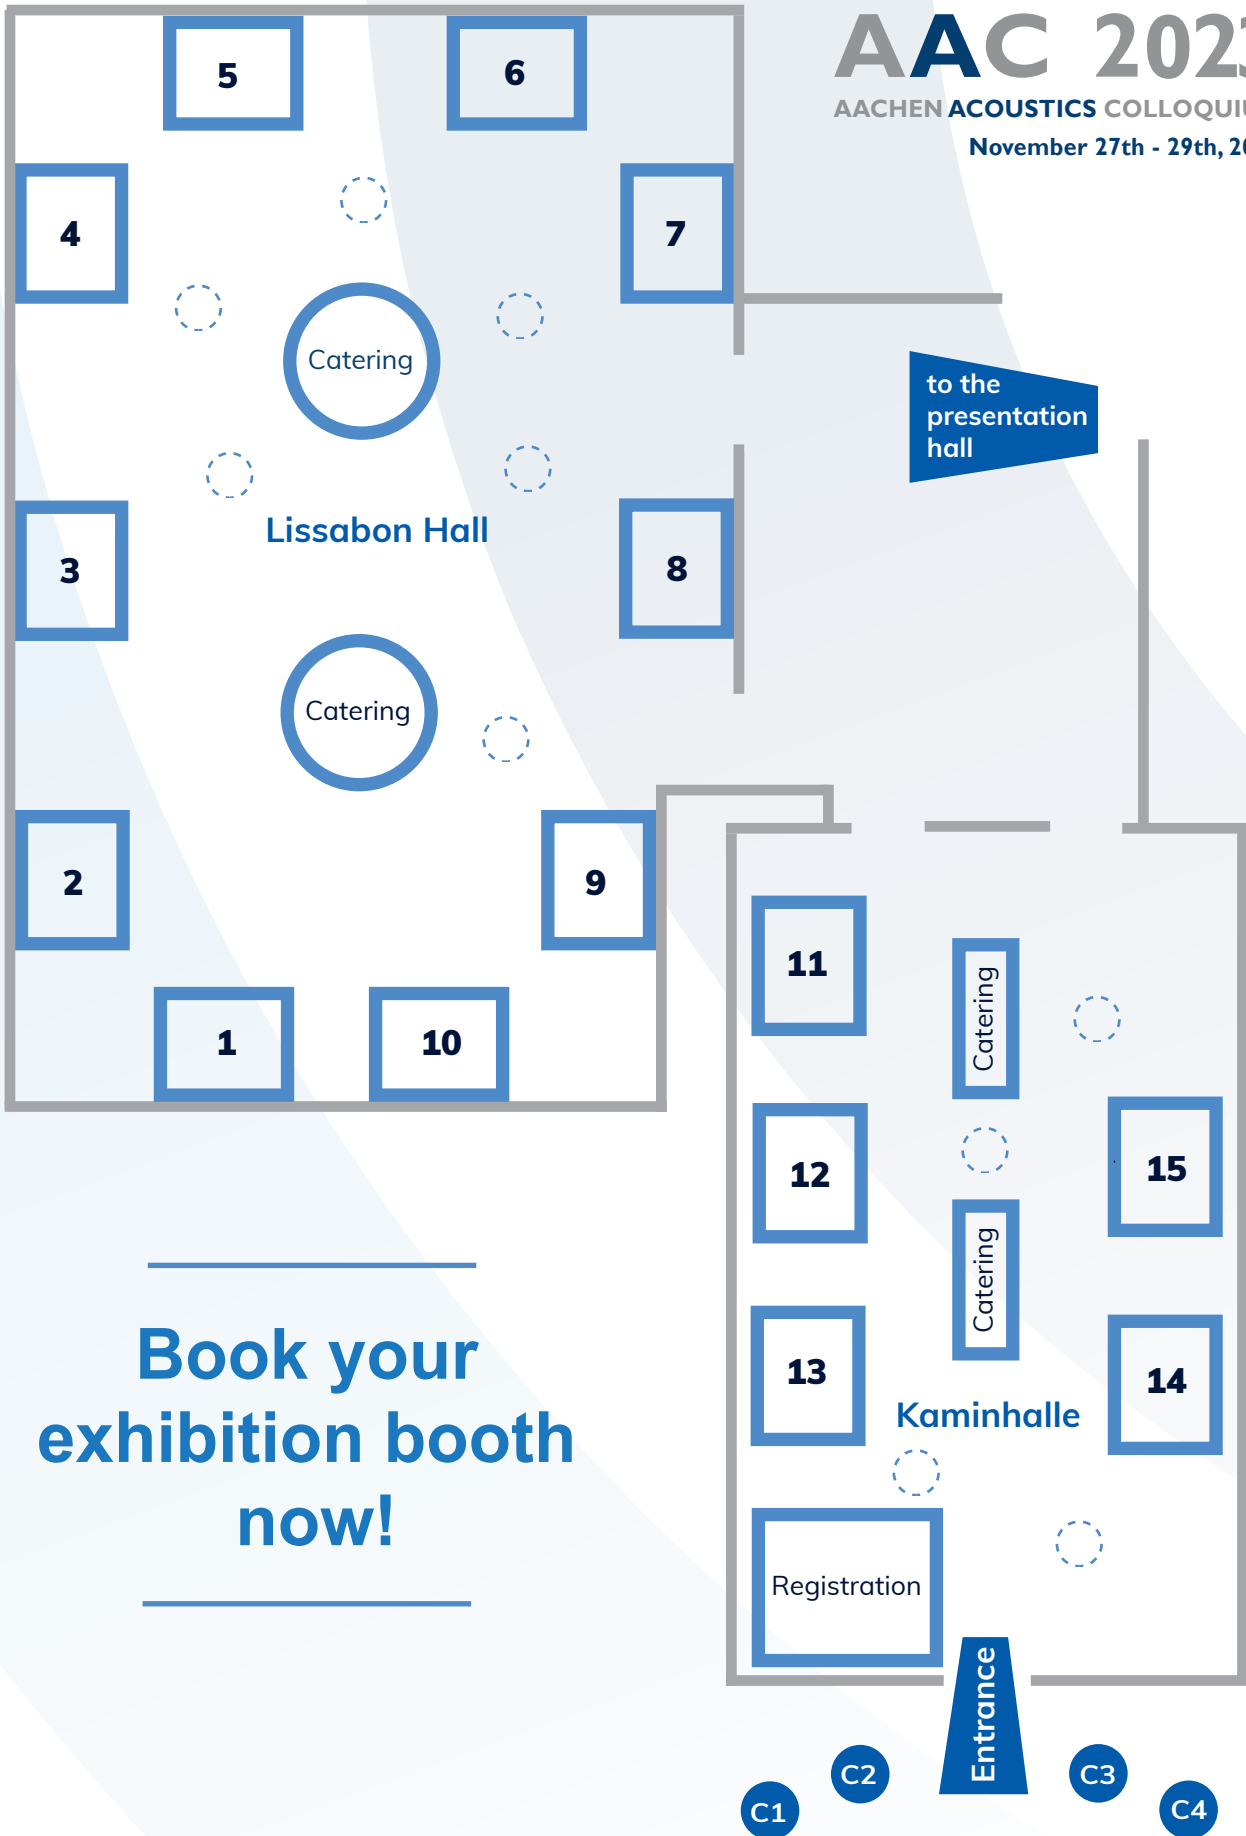 AAC 202
AACHEN ACOUSTICS
November 27th - 29th,
5
6
4
7
Catering
to the
presentation
hall
Lissabon Hall
3
8
Catering
2
9
11
Catering
1
10
12
15
Catering
13
14
Book your
exhibition booth
now!
Kaminhalle
Registration
Entrance
C1
C2
C3
C4